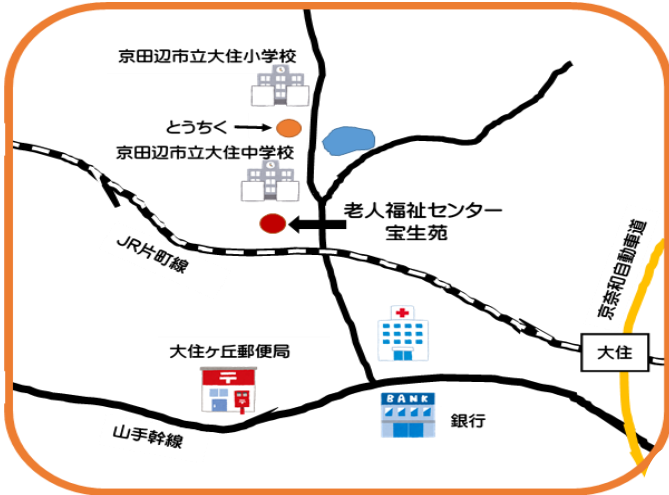 京田辺市立大住小学校
とうちく
京田辺市立大住中学校
老人福祉センター
宝生苑
JR片町線
京奈和自動車道
大住
大住ヶ丘郵便局
BANK
銀行
山手幹線